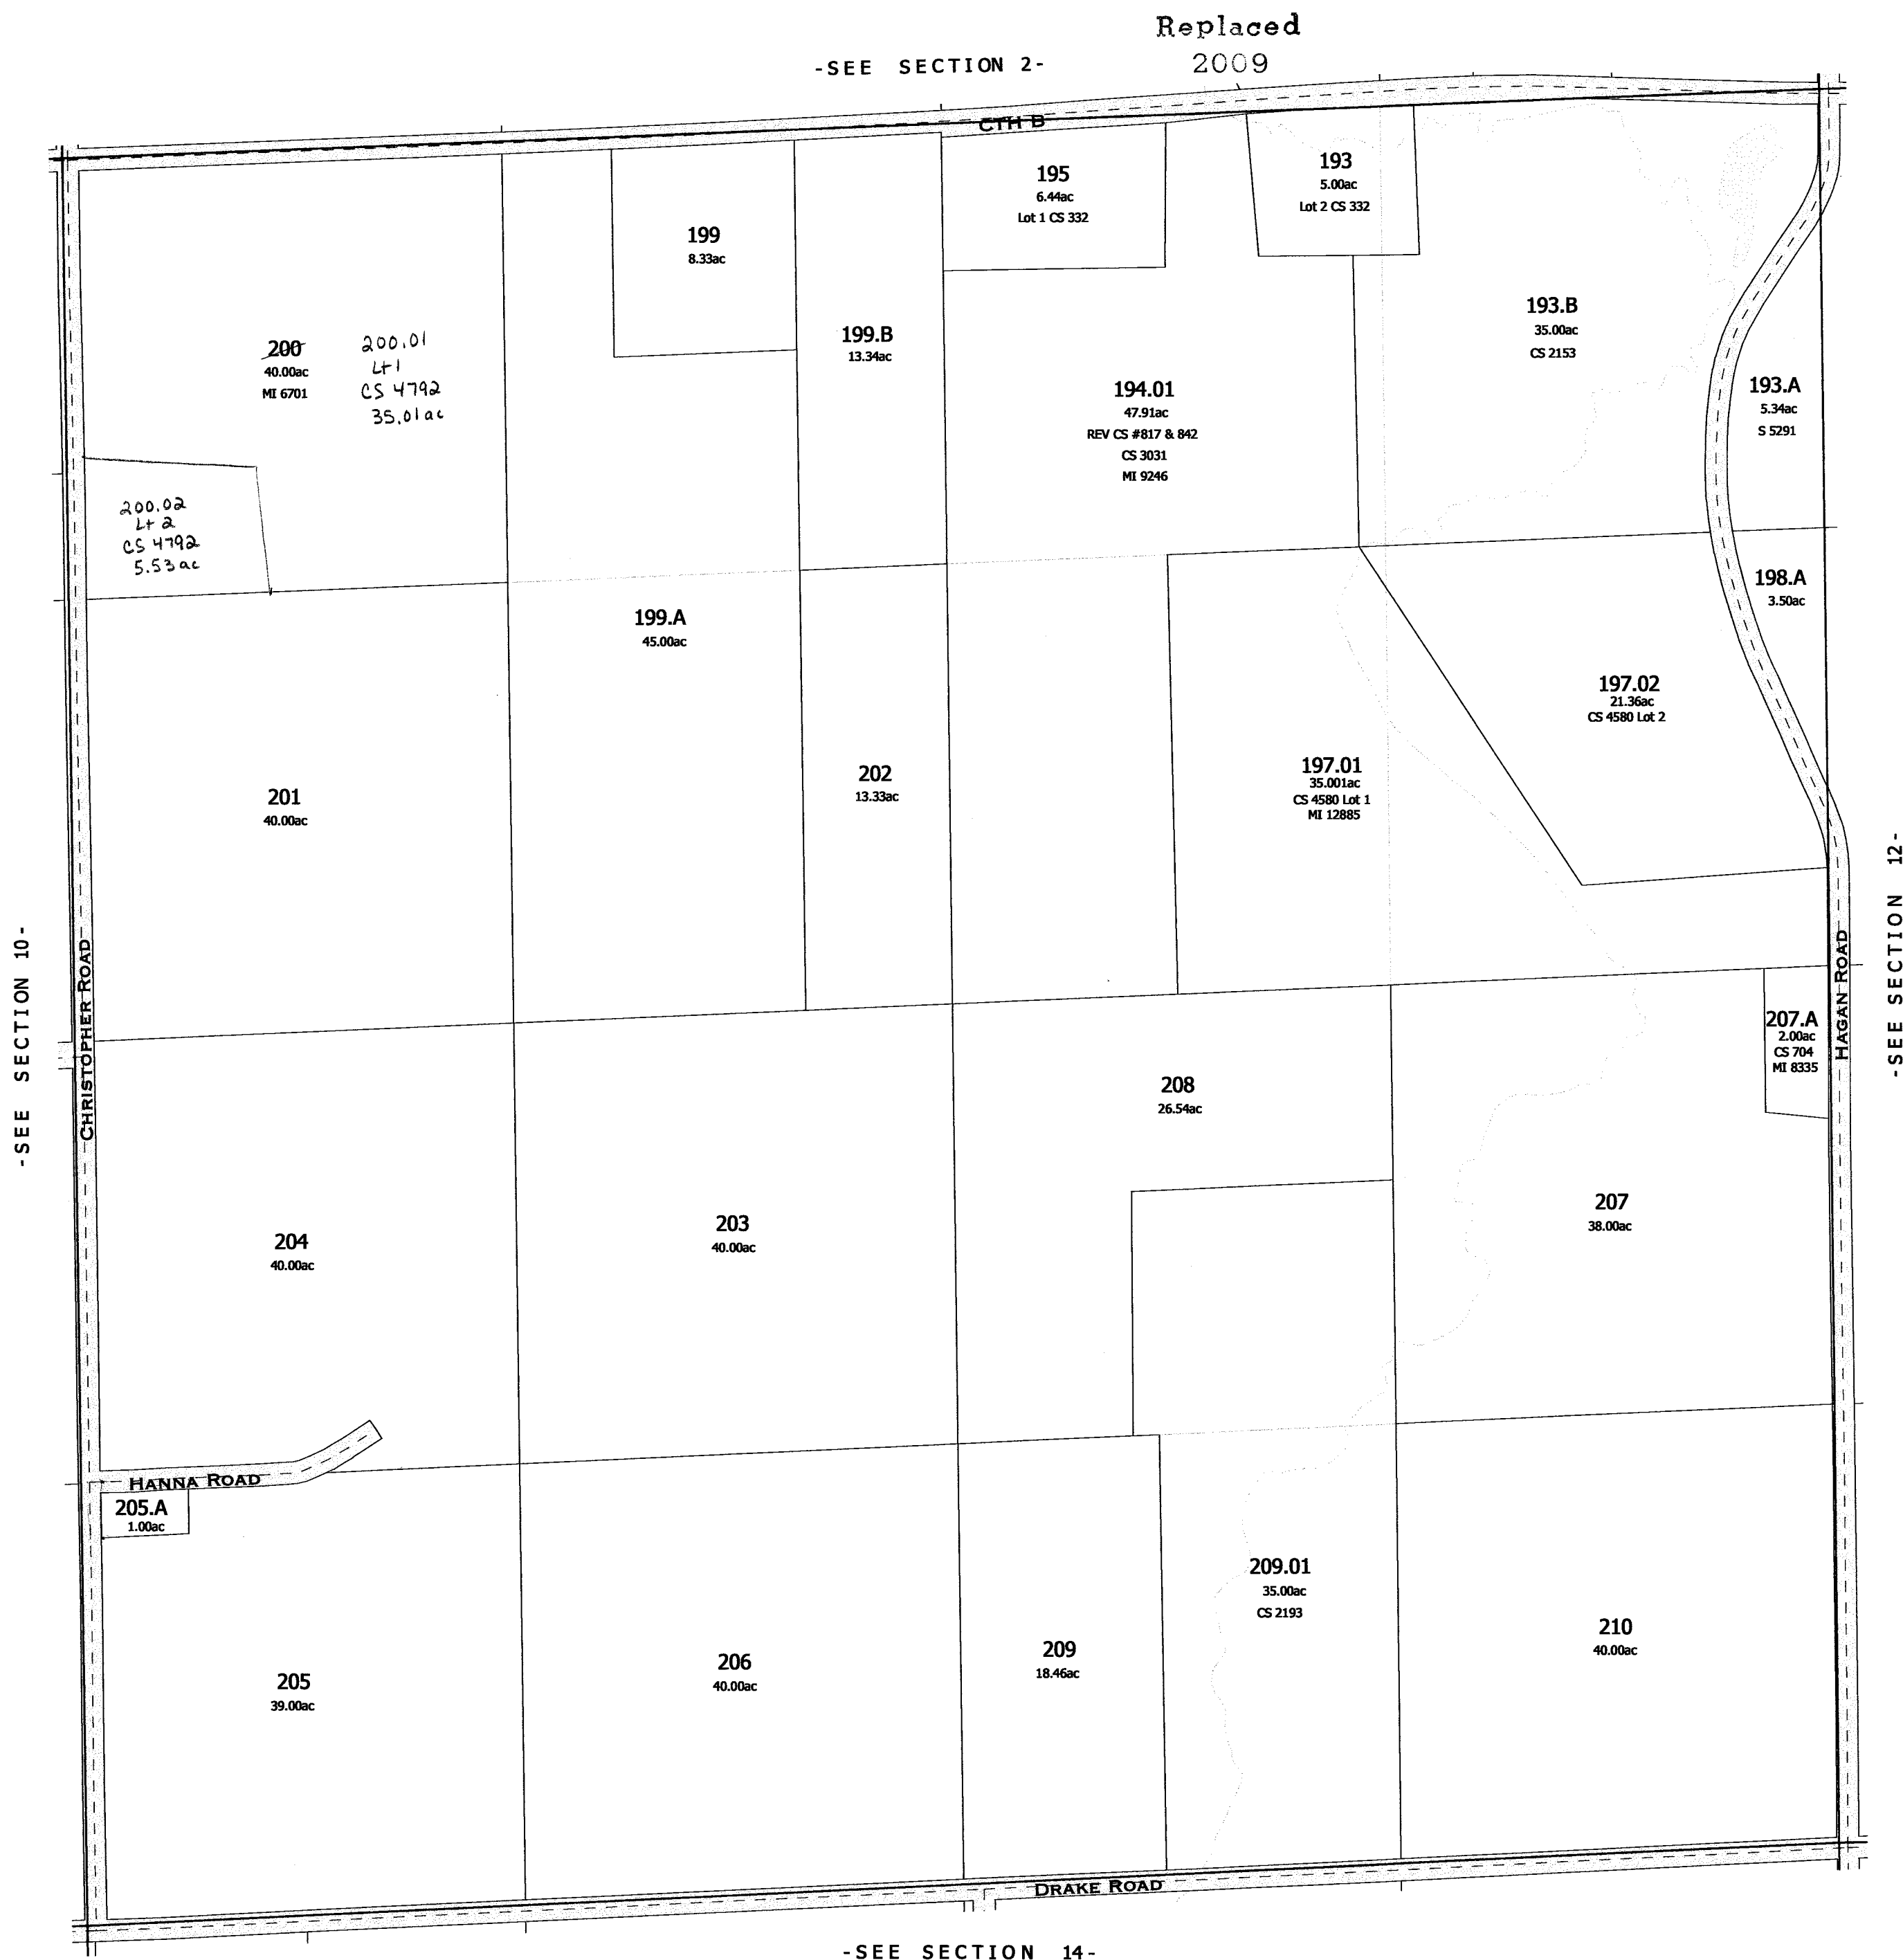 Replaced
2009
-SEE SECTION 2-
CTH B
195
6.44ac
Lot 1 CS 332
193
5.00ac
Lot 2 CS 332
199
8.33ac
199.B
13.34ac
200
40.00ac
MI 6701
200.01
Lt 1
CS 4792
35.01ac
193.B
35.00ac
CS 2153
194.01
47.91ac
REV CS #817 & 842
CS 3031
MI 9246
193.A
5.34ac
S 5291
200.02
Lt 2
CS 4792
5.53ac
199.A
45.00ac
198.A
3.50ac
197.02
21.36ac
CS 4580 Lot 2
201
40.00ac
202
13.33ac
197.01
35.001ac
CS 4580 Lot 1
MI 12885
-SEE SECTION 10-
CHRISTOPHER ROAD
HAGAN ROAD
-SEE SECTION 12-
207.A
2.00ac
CS 704
MI 8335
208
26.54ac
204
40.00ac
203
40.00ac
207
38.00ac
HANNA ROAD
205.A
1.00ac
209.01
35.00ac
CS 2193
205
39.00ac
206
40.00ac
209
18.46ac
210
40.00ac
DRAKE ROAD
-SEE SECTION 14-